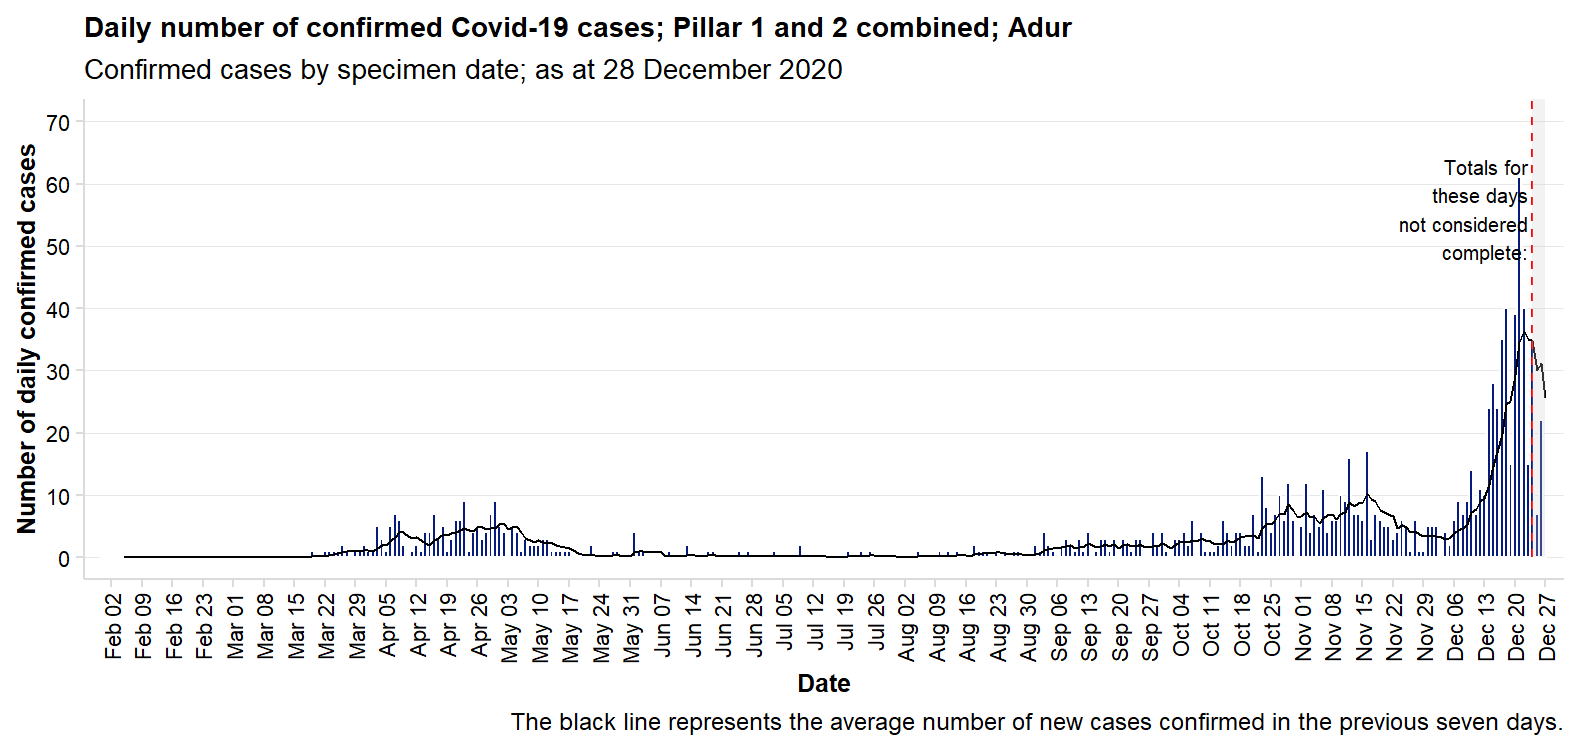 Daily number of confirmed Covid-19 cases; Pillar 1 and 2 combined; Adur
Confirmed cases by specimen date; as at 28 December 2020
Number of daily confirmed cases
70
60
50
40
30
20
10
0
Totals for
these days
not considered
complete:
Feb 02
Feb 09
Feb 16
Feb 23
Mar 01
Mar 08
Mar 15
Mar 22
Mar 29
Apr 05
Apr 12
Apr 19
Apr 26
May 03
May 10
May 17
May 24
May 31
Jun 07
Jun 14
Jun 21
Jun 28
Jul 05
Jul 12
Jul 19
Jul 26
Aug 02
Aug 09
Aug 16
Aug 23
Aug 30
Sep 06
Sep 13
Sep 20
Sep 27
Oct 04
Oct 11
Oct 18
Oct 25
Nov 01
Nov 08
Nov 15
Nov 22
Nov 29
Dec 06
Dec 13
Dec 20
Dec 27
Date
The black line represents the average number of new cases confirmed in the previous seven days.